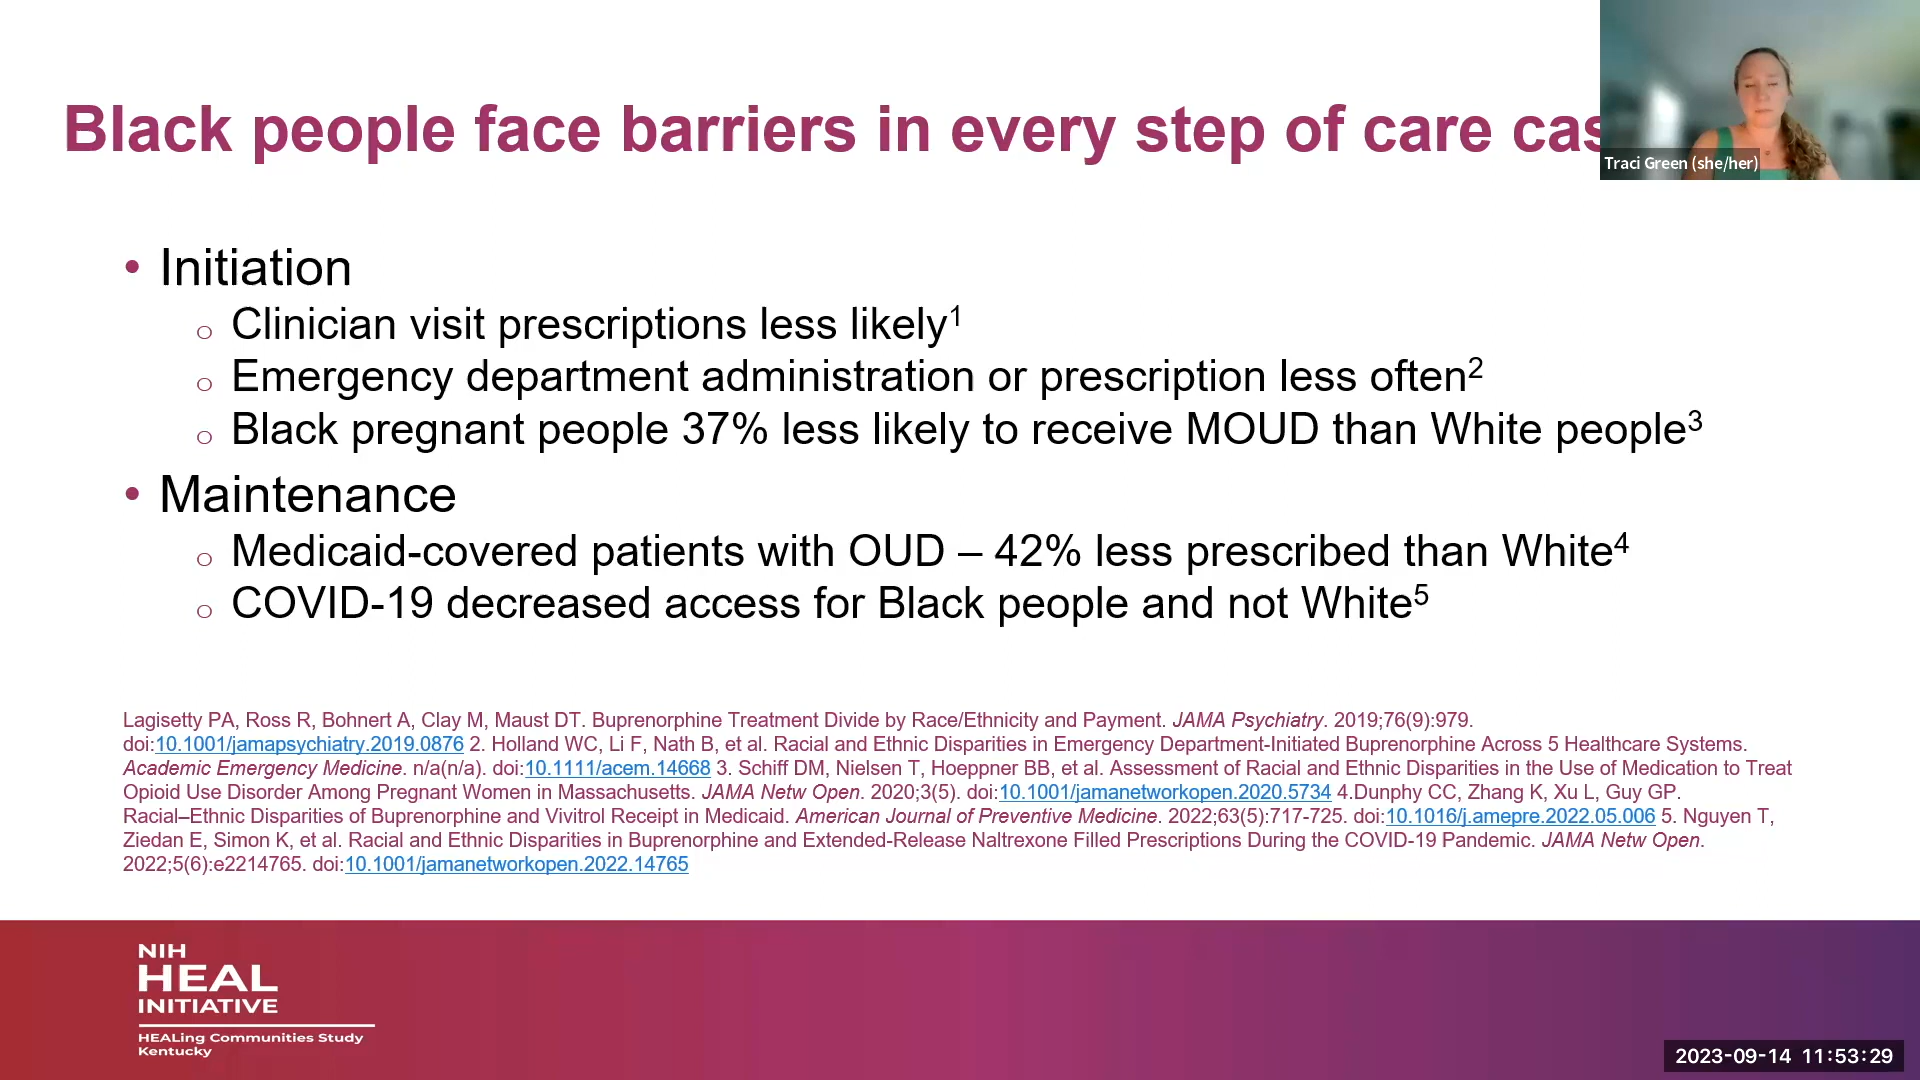 Black people face barriers in every step of care cas
Traci Green (she/her)
• Initiation
o Clinician visit prescriptions less likely1
o Emergency department administration or prescription less often2
o Black pregnant people 37% less likely to receive MOUD than White people3
• Maintenance
o Medicaid-covered patients with OUD – 42% less prescribed than White4
o COVID-19 decreased access for Black people and not White5
Lagisetty PA, Ross R, Bohnert A, Clay M, Maust DT. Buprenorphine Treatment Divide by Race/Ethnicity and Payment. JAMA Psychiatry. 2019;76(9):979.
doi:10.1001/jamapsychiatry.2019.0876 2. Holland WC, Li F, Nath B, et al. Racial and Ethnic Disparities in Emergency Department-Initiated Buprenorphine Across 5 Healthcare Systems.
Academic Emergency Medicine. n/a(n/a). doi:10.1111/acem.14668 3. Schiff DM, Nielsen T, Hoeppner BB, et al. Assessment of Racial and Ethnic Disparities in the Use of Medication to Treat
Opioid Use Disorder Among Pregnant Women in Massachusetts. JAMA Netw Open. 2020;3(5). doi:10.1001/jamanetworkopen.2020.5734 4.Dunphy CC, Zhang K, Xu L, Guy GP.
Racial–Ethnic Disparities of Buprenorphine and Vivitrol Receipt in Medicaid. American Journal of Preventive Medicine. 2022;63(5):717-725. doi:10.1016/j.amepre.2022.05.006 5. Nguyen T,
Ziedan E, Simon K, et al. Racial and Ethnic Disparities in Buprenorphine and Extended-Release Naltrexone Filled Prescriptions During the COVID-19 Pandemic. JAMA Netw Open.
2022;5(6):e2214765. doi:10.1001/jamanetworkopen.2022.14765
NIH
HEAL
INITIATIVE
HEALing Communities Study
Kentucky
2023-09-14 11:53:29